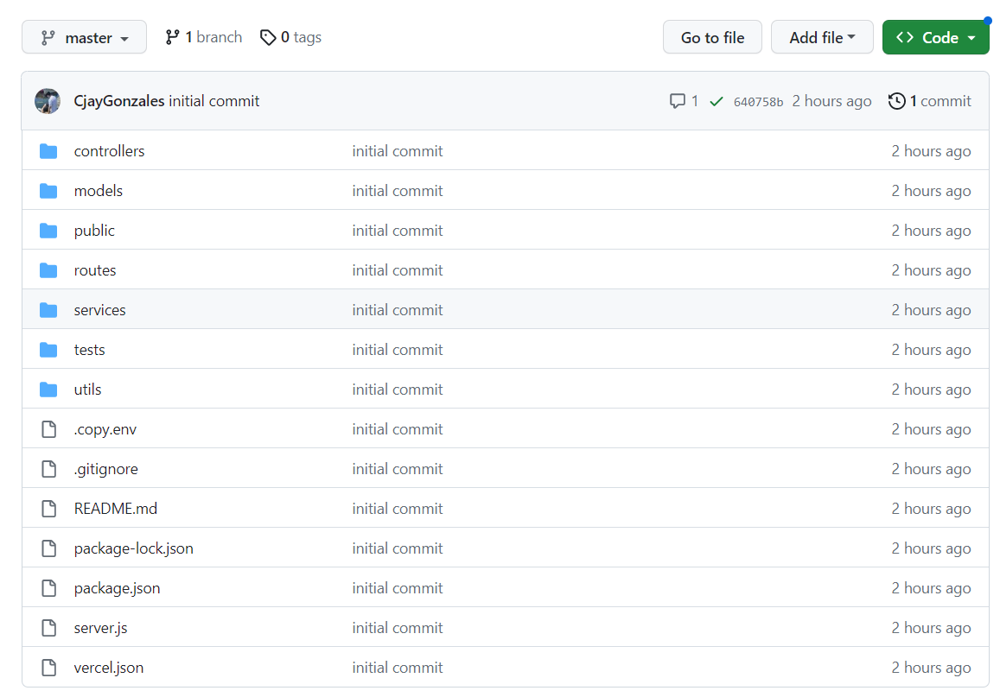 master 1 branch 0 tags Go to file Add file Code
CjayGonzales initial commit 1 640758b 2 hours ago 1 commit
controllers initial commit 2 hours ago
models initial commit 2 hours ago
public initial commit 2 hours ago
routes initial commit 2 hours ago
services initial commit 2 hours ago
tests initial commit 2 hours ago
utils initial commit 2 hours ago
.copy.env initial commit 2 hours ago
.gitignore initial commit 2 hours ago
README.md initial commit 2 hours ago
package-lock.json initial commit 2 hours ago
package.json initial commit 2 hours ago
server.js initial commit 2 hours ago
vercel.json initial commit 2 hours ago